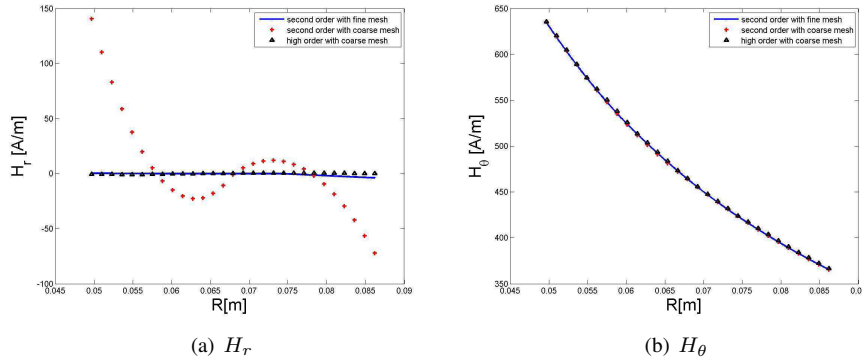 150
100
50
0
-50
-100
0.045
0.05
0.055
0.06
0.065
0.07
0.075
0.08
0.085
0.09
H_r [A/m]
R[m]
second order with fine mesh
second order with coarse mesh
high order with coarse mesh
(a) H_r
650
600
550
500
450
400
350
0.045
0.05
0.055
0.06
0.065
0.07
0.075
0.08
0.085
0.0
H_θ [A/m]
R[m]
second order with fine mesh
second order with coarse mesh
high order with coarse mesh
(b) H_θ